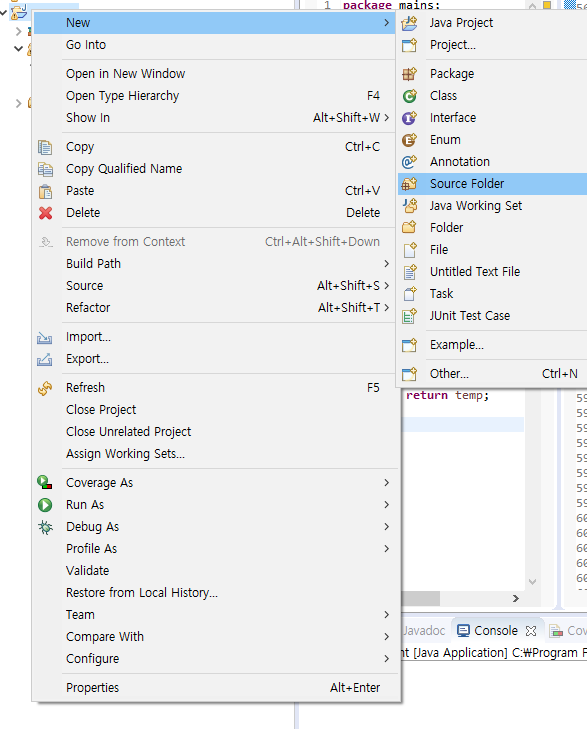 1 package mains;
New
Go Into
Open in New Window
Open Type Hierarchy F4
Show In Alt+Shift+W
Copy Ctrl+C
Copy Qualified Name
Paste Ctrl+V
Delete Delete
Remove from Context Ctrl+Alt+Shift+Down
Build Path
Source Alt+Shift+S
Refactor Alt+Shift+T
Import...
Export...
Refresh F5
Close Project
Close Unrelated Project
Assign Working Sets...
Coverage As
Run As
Debug As
Profile As
Validate
Restore from Local History...
Team
Compare With
Configure
Properties Alt+Enter
Java Project
Project...
Package
Class
Interface
Enum
Annotation
Source Folder
Java Working Set
Folder
File
Untitled Text File
Task
JUnit Test Case
Example...
Other... Ctrl+N
return temp;
Javadoc Console Cov
nt [Java Application] C:₩Program F